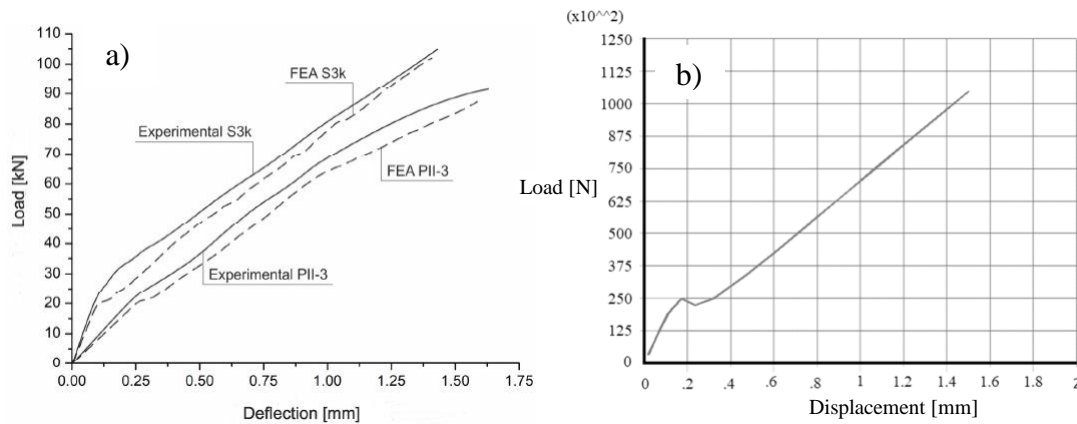 a)
110
100
90
80
70
60
50
40
30
20
10
0
Load [kN]
FEA S3k
Experimental S3k
FEA PII-3
Experimental PII-3
0.00 0.25 0.50 0.75 1.00 1.25 1.50 1.75
Deflection [mm]
(x10^^2)
b)
1250
1125
1000
875
750
625
500
375
250
125
0
Load [N]
0 .2 .4 .6 .8 1 1.2 1.4 1.6 1.8 2
Displacement [mm]